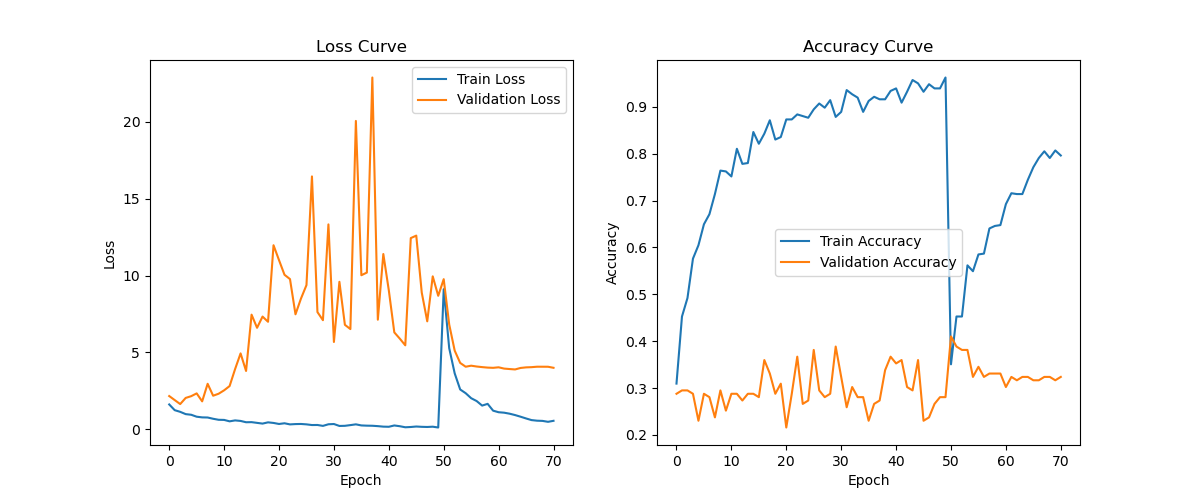 Loss Curve
Train Loss
Validation Loss
Loss
20
15
10
5
0
0 10 20 30 40 50 60 70
Epoch
Accuracy Curve
Train Accuracy
Validation Accuracy
Accuracy
0.9
0.8
0.7
0.6
0.5
0.4
0.3
0.2
0 10 20 30 40 50 60 70
Epoch